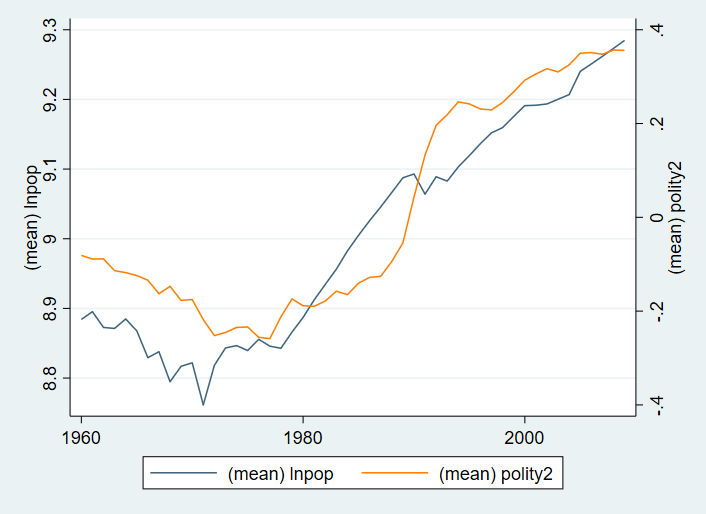 9.3
9.2
9.1
9
8.9
8.8
(mean) lnpop
.4
.2
0
-.2
-.4
(mean) polity2
1960 1980 2000
(mean) lnpop (mean) polity2